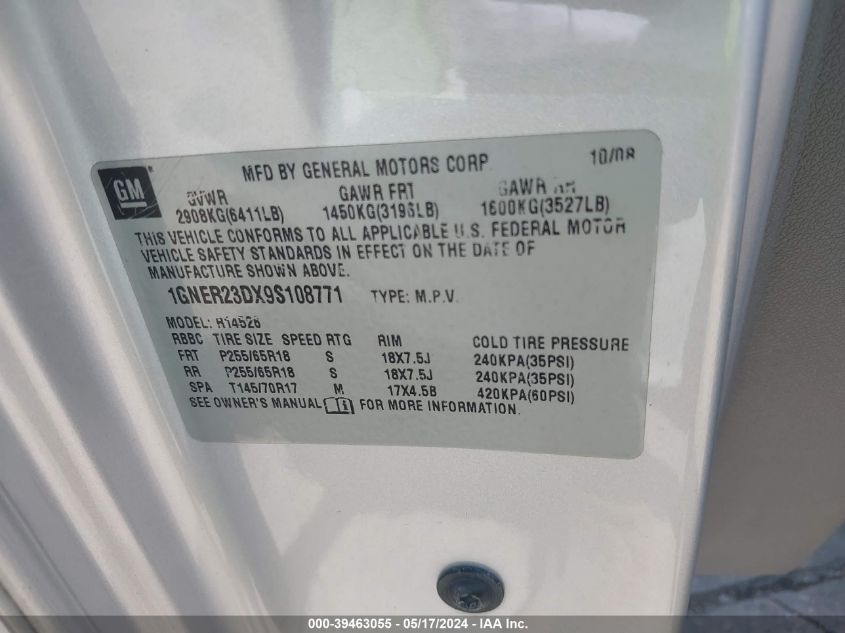 GM
MFD BY GENERAL MOTORS CORP 10/08
GVWR GAWR FRT GAWR RR
2908KG(6411LB) 1450KG(3196LB) 1600KG(3527LB)
THIS VEHICLE CONFORMS TO ALL APPLICABLE U.S. FEDERAL MOTOR
VEHICLE SAFETY STANDARDS IN EFFECT ON THE DATE OF
MANUFACTURE SHOWN ABOVE.
1GNER23DX9S108771 TYPE: M.P.V.
MODEL: R14526
RBBC TIRE SIZE SPEED RTG RIM COLD TIRE PRESSURE
FRT P255/65R18 S 18X7.5J 240KPA(35PSI)
RR P255/65R18 S 18X7.5J 240KPA(35PSI)
SPA T145/70R17 M 17X4.5B 420KPA(60PSI)
SEE OWNER'S MANUAL FOR MORE INFORMATION.
000-39463055 - 05/17/2024 - IAA Inc.